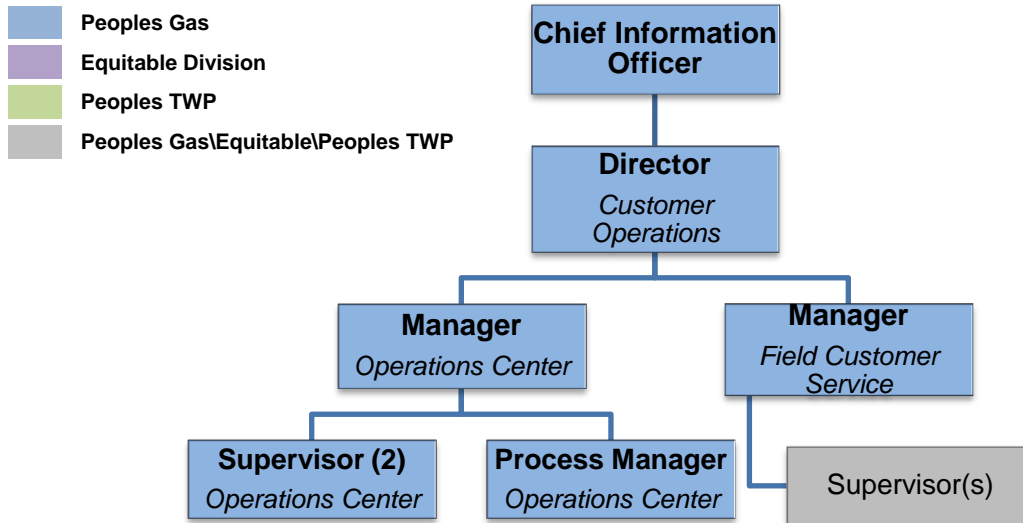 Peoples Gas
Equitable Division
Peoples TWP
Peoples Gas\Equitable\Peoples TWP
Chief Information
Officer
Director
Customer
Operations
Manager
Operations Center
Manager
Field Customer
Service
Supervisor (2)
Operations Center
Process Manager
Operations Center
Supervisor(s)